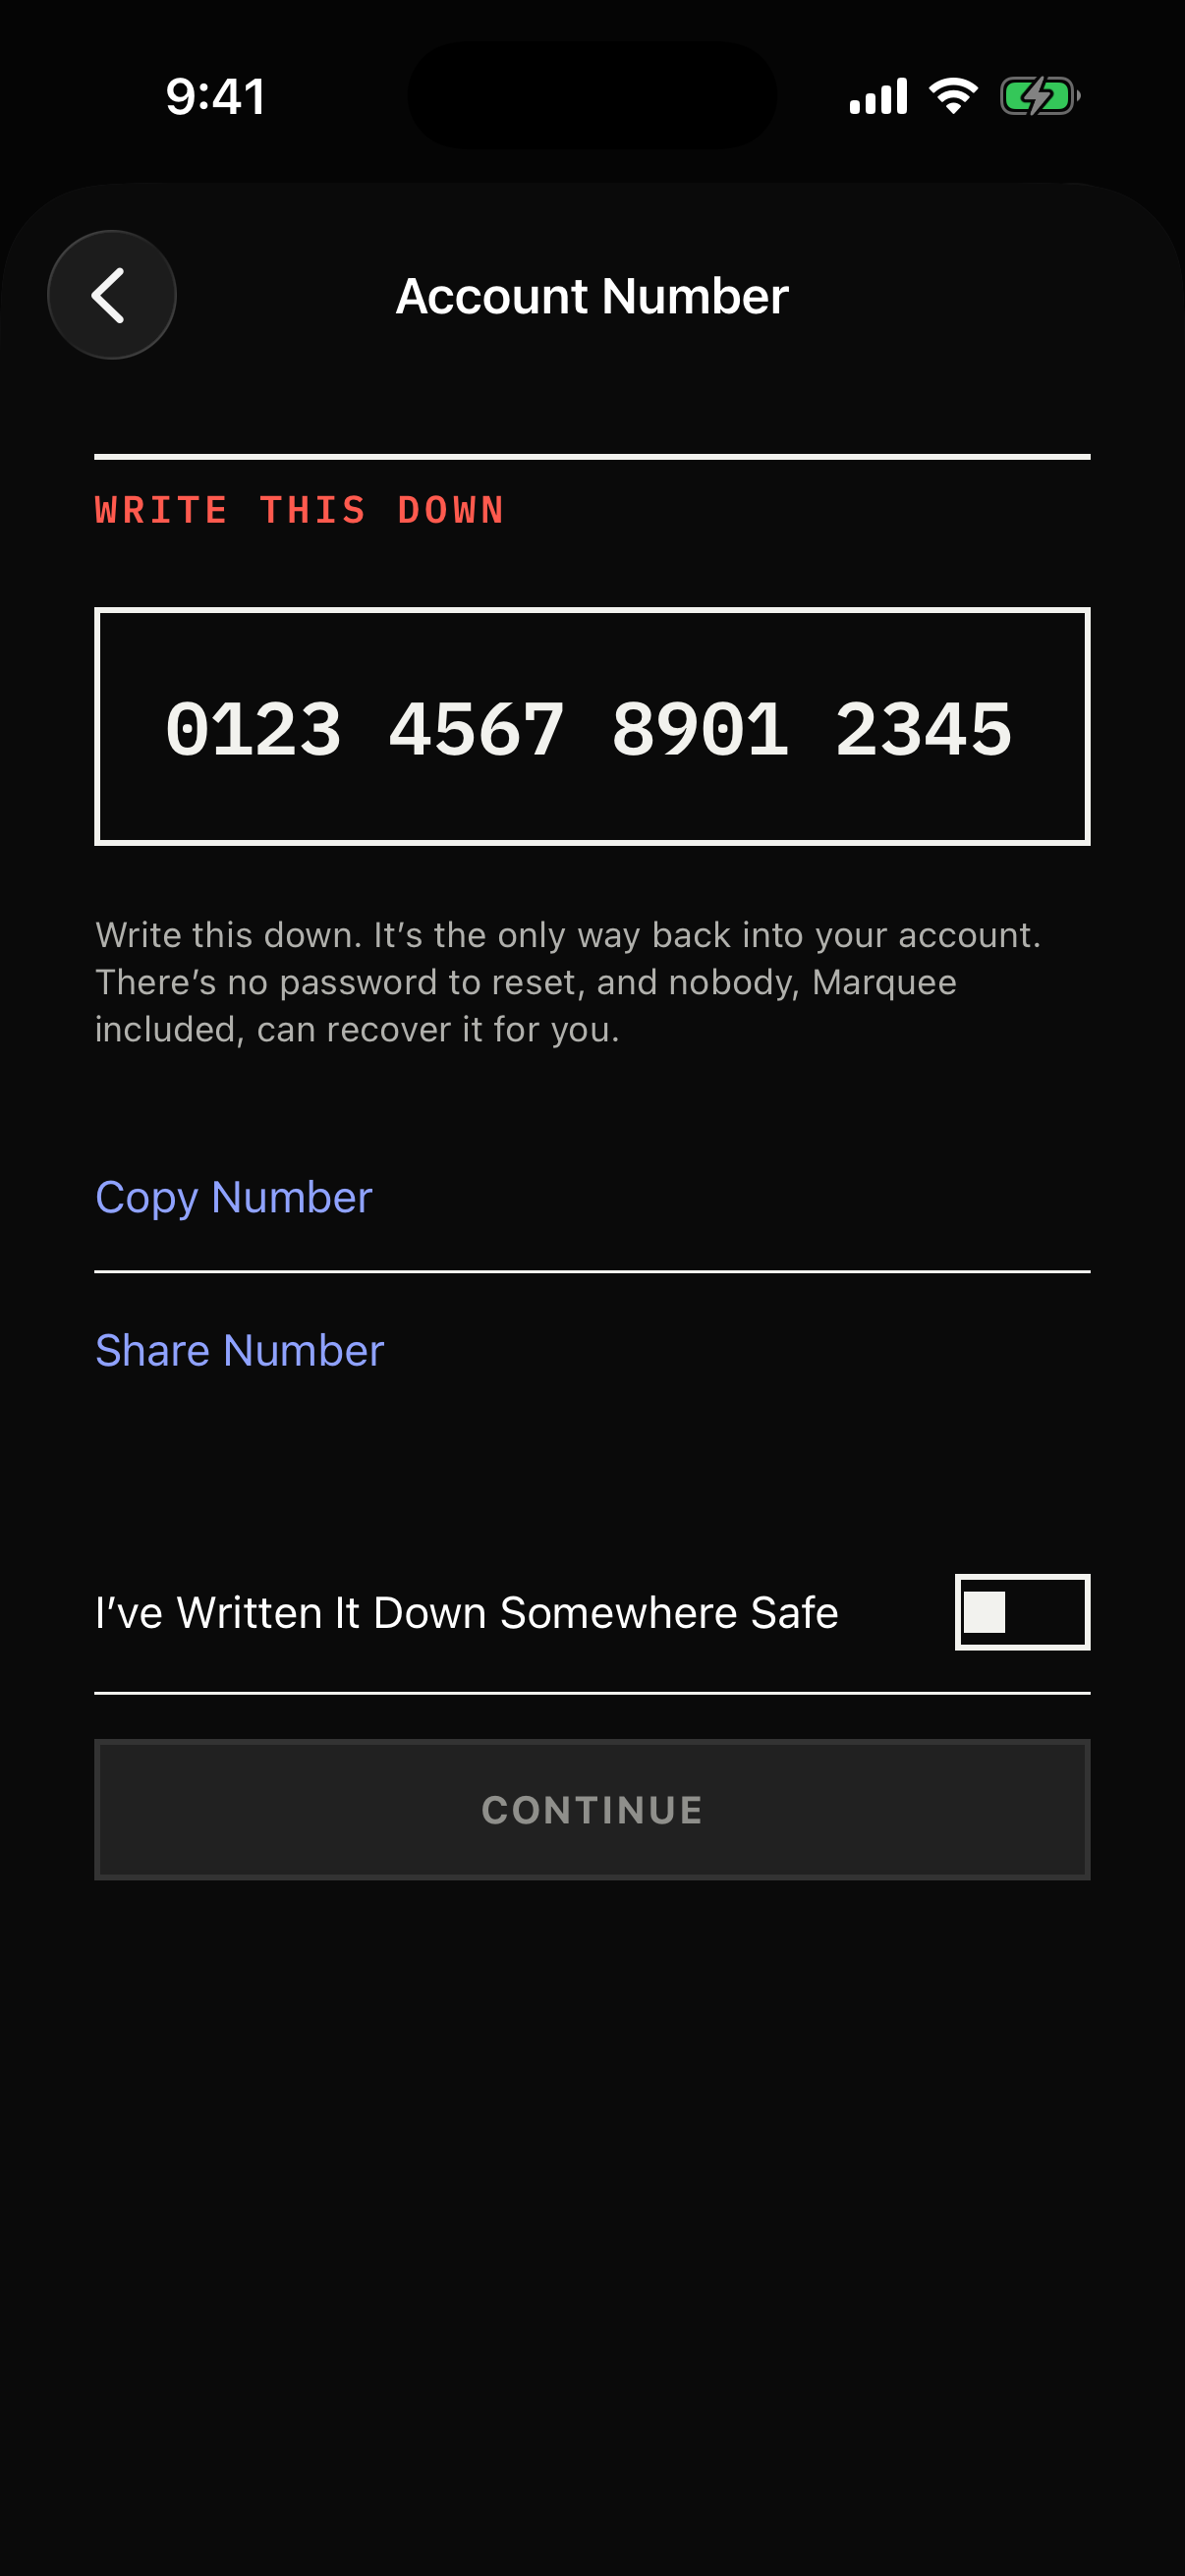 9:41
Account Number
WRITE THIS DOWN
0123 4567 8901 2345
Write this down. It’s the only way back into your account.
There’s no password to reset, and nobody, Marquee
included, can recover it for you.
Copy Number
Share Number
I’ve Written It Down Somewhere Safe
CONTINUE